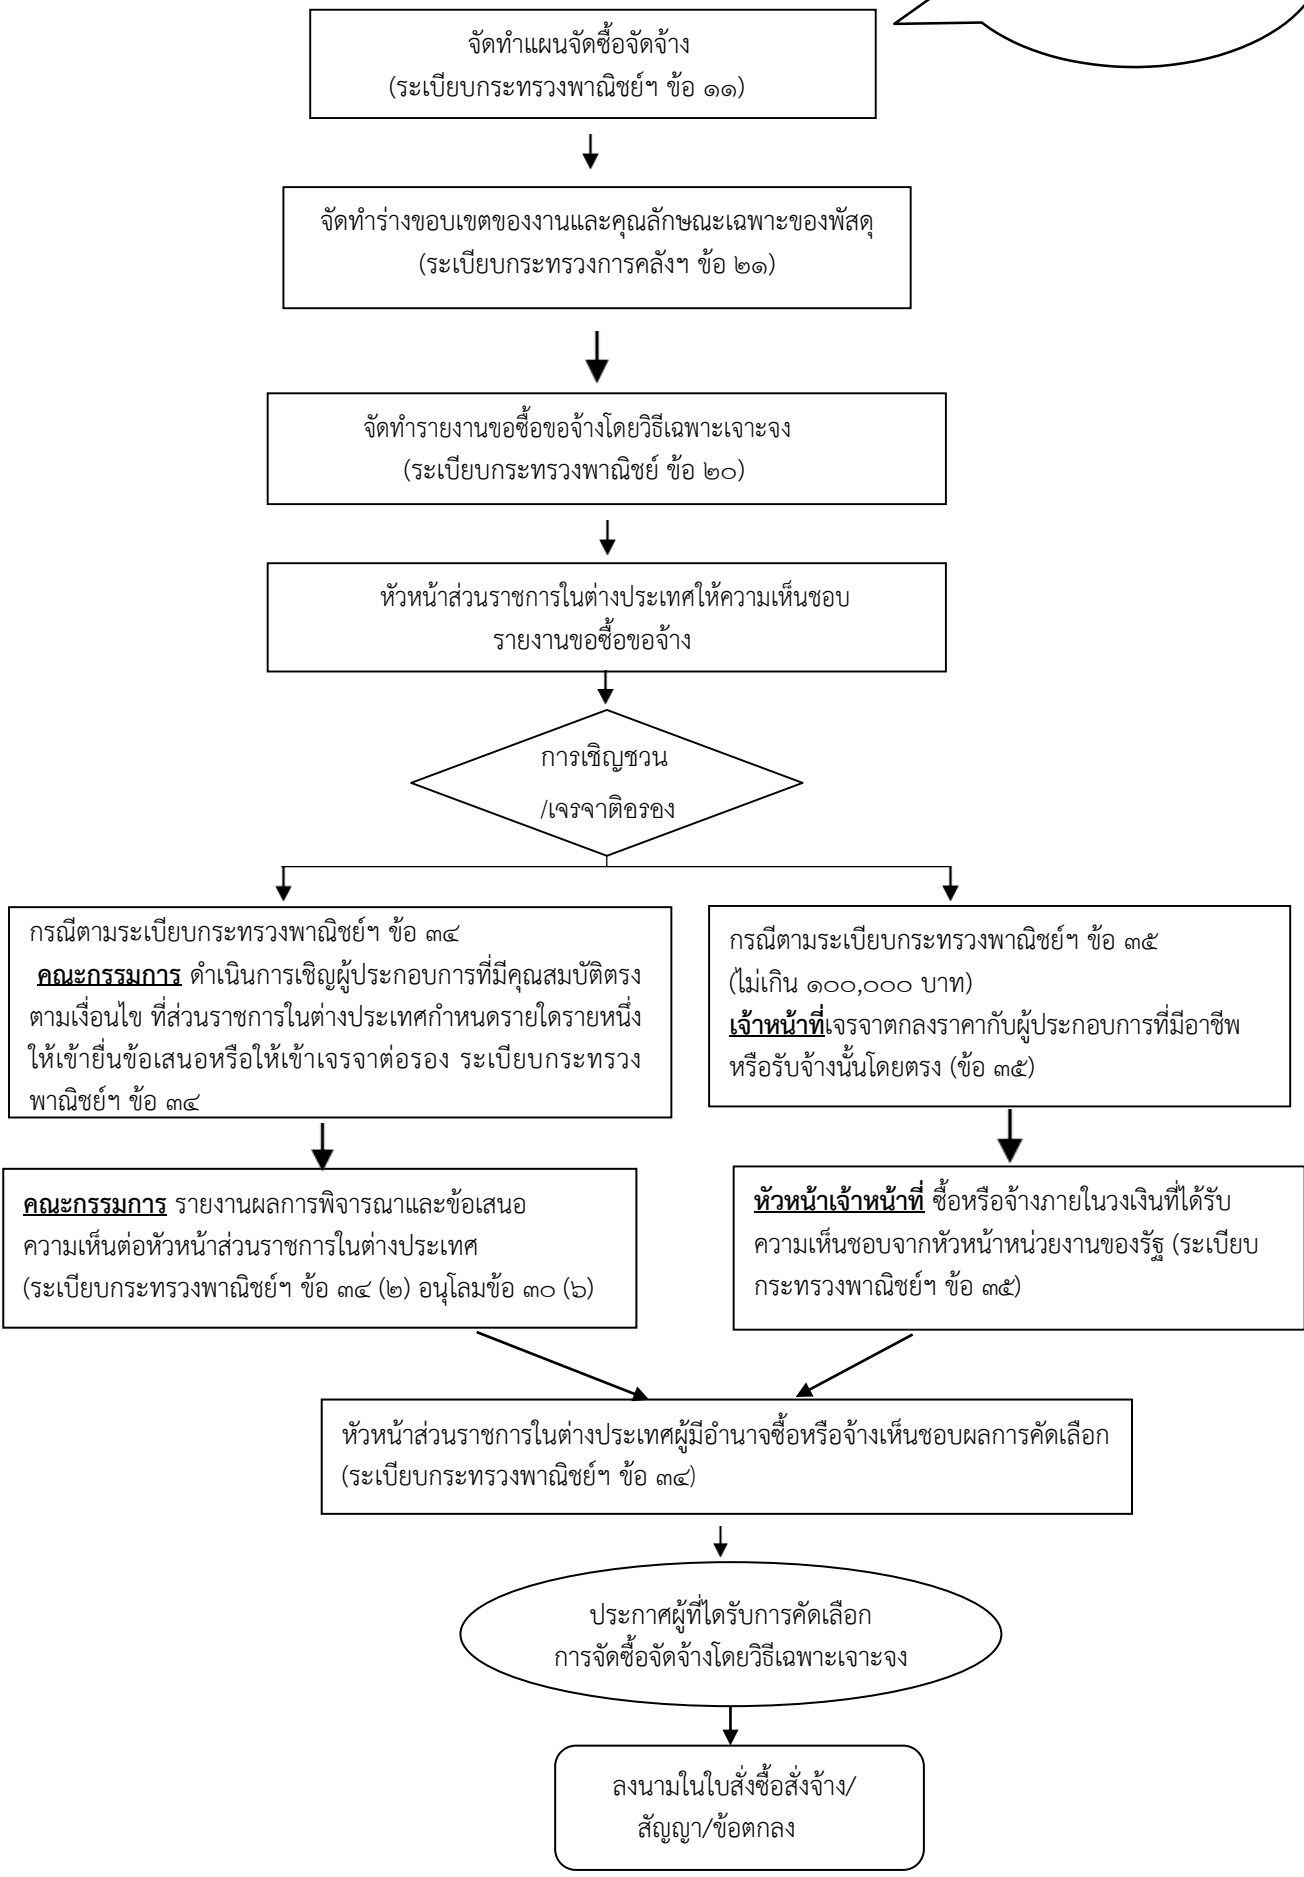 จัดทำแผนจัดซื้อจัดจ้าง
(ระเบียบกระทรวงพาณิชย์ฯ ข้อ ๑๑)
จัดทำร่างขอบเขตของงานและคุณลักษณะเฉพาะของพัสดุ
(ระเบียบกระทรวงการคลังฯ ข้อ ๒๑)
จัดทำรายงานขอซื้อขอจ้างโดยวิธีเฉพาะเจาะจง
(ระเบียบกระทรวงพาณิชย์ ข้อ ๒๐)
หัวหน้าส่วนราชการในต่างประเทศให้ความเห็นชอบ
รายงานขอซื้อขอจ้าง
การเชิญชวน
/เจรจาติอรอง
กรณีตามระเบียบกระทรวงพาณิชย์ฯ ข้อ ๓๔
คณะกรรมการ ดำเนินการเชิญผู้ประกอบการที่มีคุณสมบัติตรง
ตามเงื่อนไข ที่ส่วนราชการในต่างประเทศกำหนดรายใดรายหนึ่ง
ให้เข้ายื่นข้อเสนอหรือให้เข้าเจรจาต่อรอง ระเบียบกระทรวง
พาณิชย์ฯ ข้อ ๓๔
กรณีตามระเบียบกระทรวงพาณิชย์ฯ ข้อ ๓๕
(ไม่เกิน ๑๐๐,๐๐๐ บาท)
เจ้าหน้าที่เจรจาตกลงราคากับผู้ประกอบการที่มีอาชีพ
หรือรับจ้างนั้นโดยตรง (ข้อ ๓๕)
คณะกรรมการ รายงานผลการพิจารณาและข้อเสนอ
ความเห็นต่อหัวหน้าส่วนราชการในต่างประเทศ
(ระเบียบกระทรวงพาณิชย์ฯ ข้อ ๓๔ (๒) อนุโลมข้อ ๓๐ (๖)
หัวหน้าเจ้าหน้าที่ ซื้อหรือจ้างภายในวงเงินที่ได้รับ
ความเห็นชอบจากหัวหน้าหน่วยงานของรัฐ (ระเบียบ
กระทรวงพาณิชย์ฯ ข้อ ๓๕)
หัวหน้าส่วนราชการในต่างประเทศผู้มีอำนาจซื้อหรือจ้างเห็นชอบผลการคัดเลือก
(ระเบียบกระทรวงพาณิชย์ฯ ข้อ ๓๔)
ประกาศผู้ที่ไดรับการคัดเลือก
การจัดซื้อจัดจ้างโดยวิธีเฉพาะเจาะจง
ลงนามในใบสั่งซื้อสั่งจ้าง/
สัญญา/ข้อตกลง